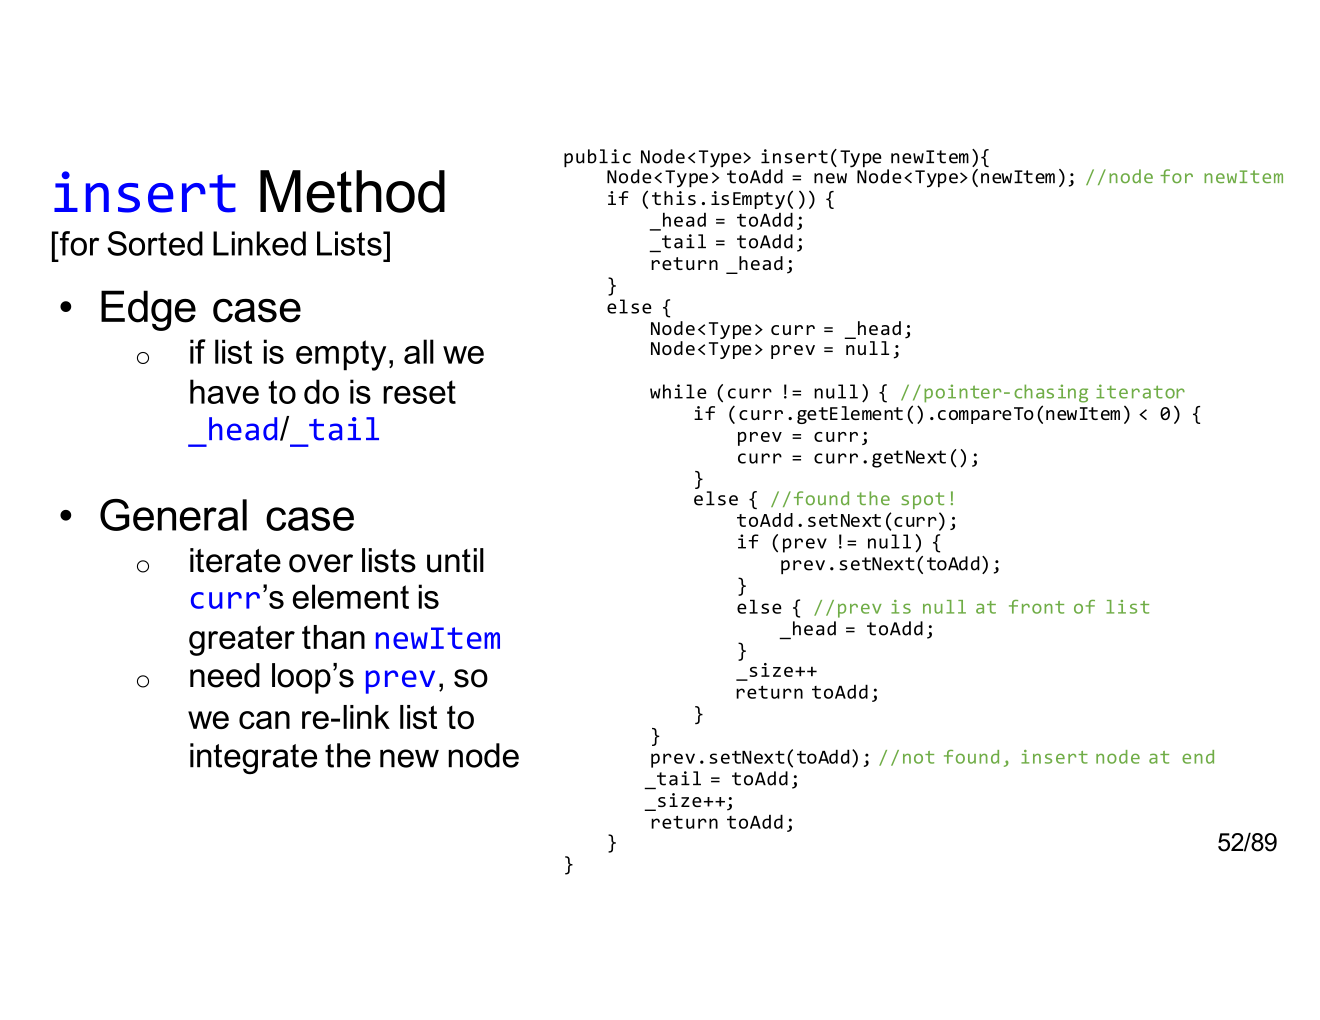 insert Method
[for Sorted Linked Lists]
• Edge case
o if list is empty, all we
have to do is reset
_head/_tail
• General case
o iterate over lists until
curr’s element is
greater than newItem
o need loop’s prev, so
we can re-link list to
integrate the new node
public Node<Type> insert(Type newItem){
    Node<Type> toAdd = new Node<Type>(newItem); //node for newItem
    if (this.isEmpty()) {
        _head = toAdd;
        _tail = toAdd;
        return _head;
    }
    else {
        Node<Type> curr = _head;
        Node<Type> prev = null;
        while (curr != null) { //pointer-chasing iterator
            if (curr.getElement().compareTo(newItem) < 0) {
                prev = curr;
                curr = curr.getNext();
            }
            else { //found the spot!
                toAdd.setNext(curr);
                if (prev != null) {
                    prev.setNext(toAdd);
                }
                else { //prev is null at front of list
                    _head = toAdd;
                }
                _size++
                return toAdd;
            }
        }
        prev.setNext(toAdd); //not found, insert node at end
        _tail = toAdd;
        _size++;
        return toAdd;
    }
}
52/89